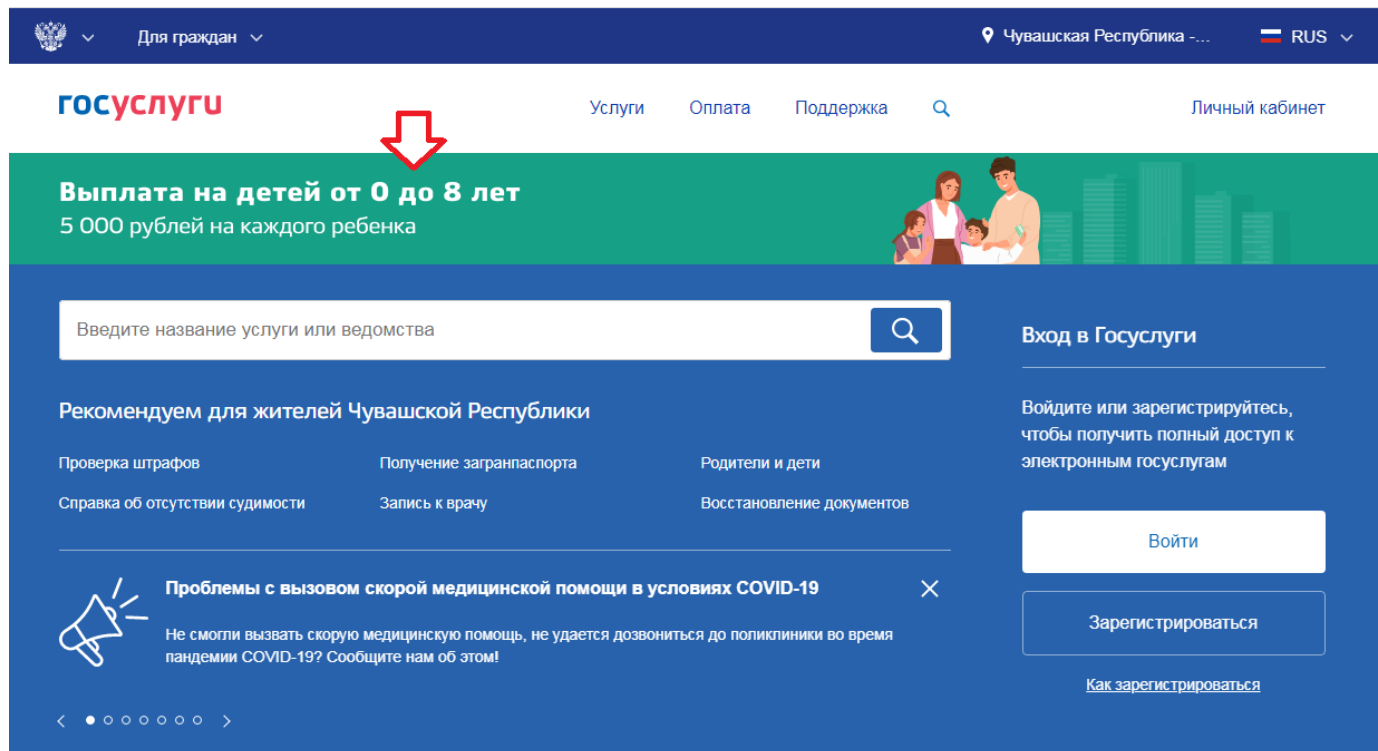 Для граждан
Чувашская Республика -...
RUS
госуслуги
Услуги
Оплата
Поддержка
Личный кабинет
Выплата на детей от 0 до 8 лет
5 000 рублей на каждого ребенка
Введите название услуги или ведомства
Рекомендуем для жителей Чувашской Республики
Проверка штрафов
Получение загранпаспорта
Родители и дети
Справка об отсутствии судимости
Запись к врачу
Восстановление документов
Проблемы с вызовом скорой медицинской помощи в условиях COVID-19
Не смогли вызвать скорую медицинскую помощь, не удается дозвониться до поликлиники во время
пандемии COVID-19? Сообщите нам об этом!
Вход в Госуслуги
Войдите или зарегистрируйтесь,
чтобы получить полный доступ к
электронным госуслугам
Войти
Зарегистрироваться
Как зарегистрироваться